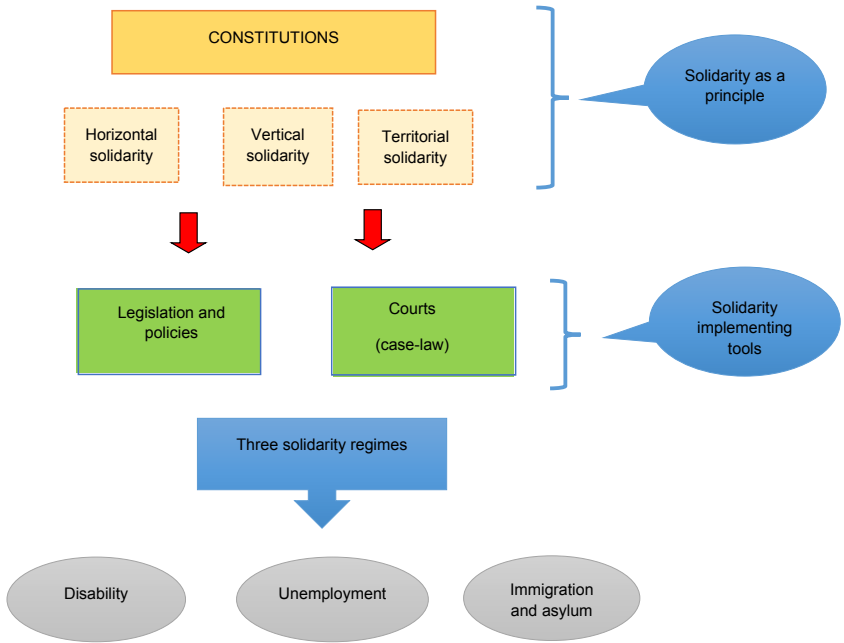 CONSTITUTIONS
Solidarity as a
principle
Horizontal
solidarity
Vertical
solidarity
Territorial
solidarity
Legislation and
policies
Courts
(case-law)
Solidarity
implementing
tools
Three solidarity regimes
Disability
Unemployment
Immigration
and asylum